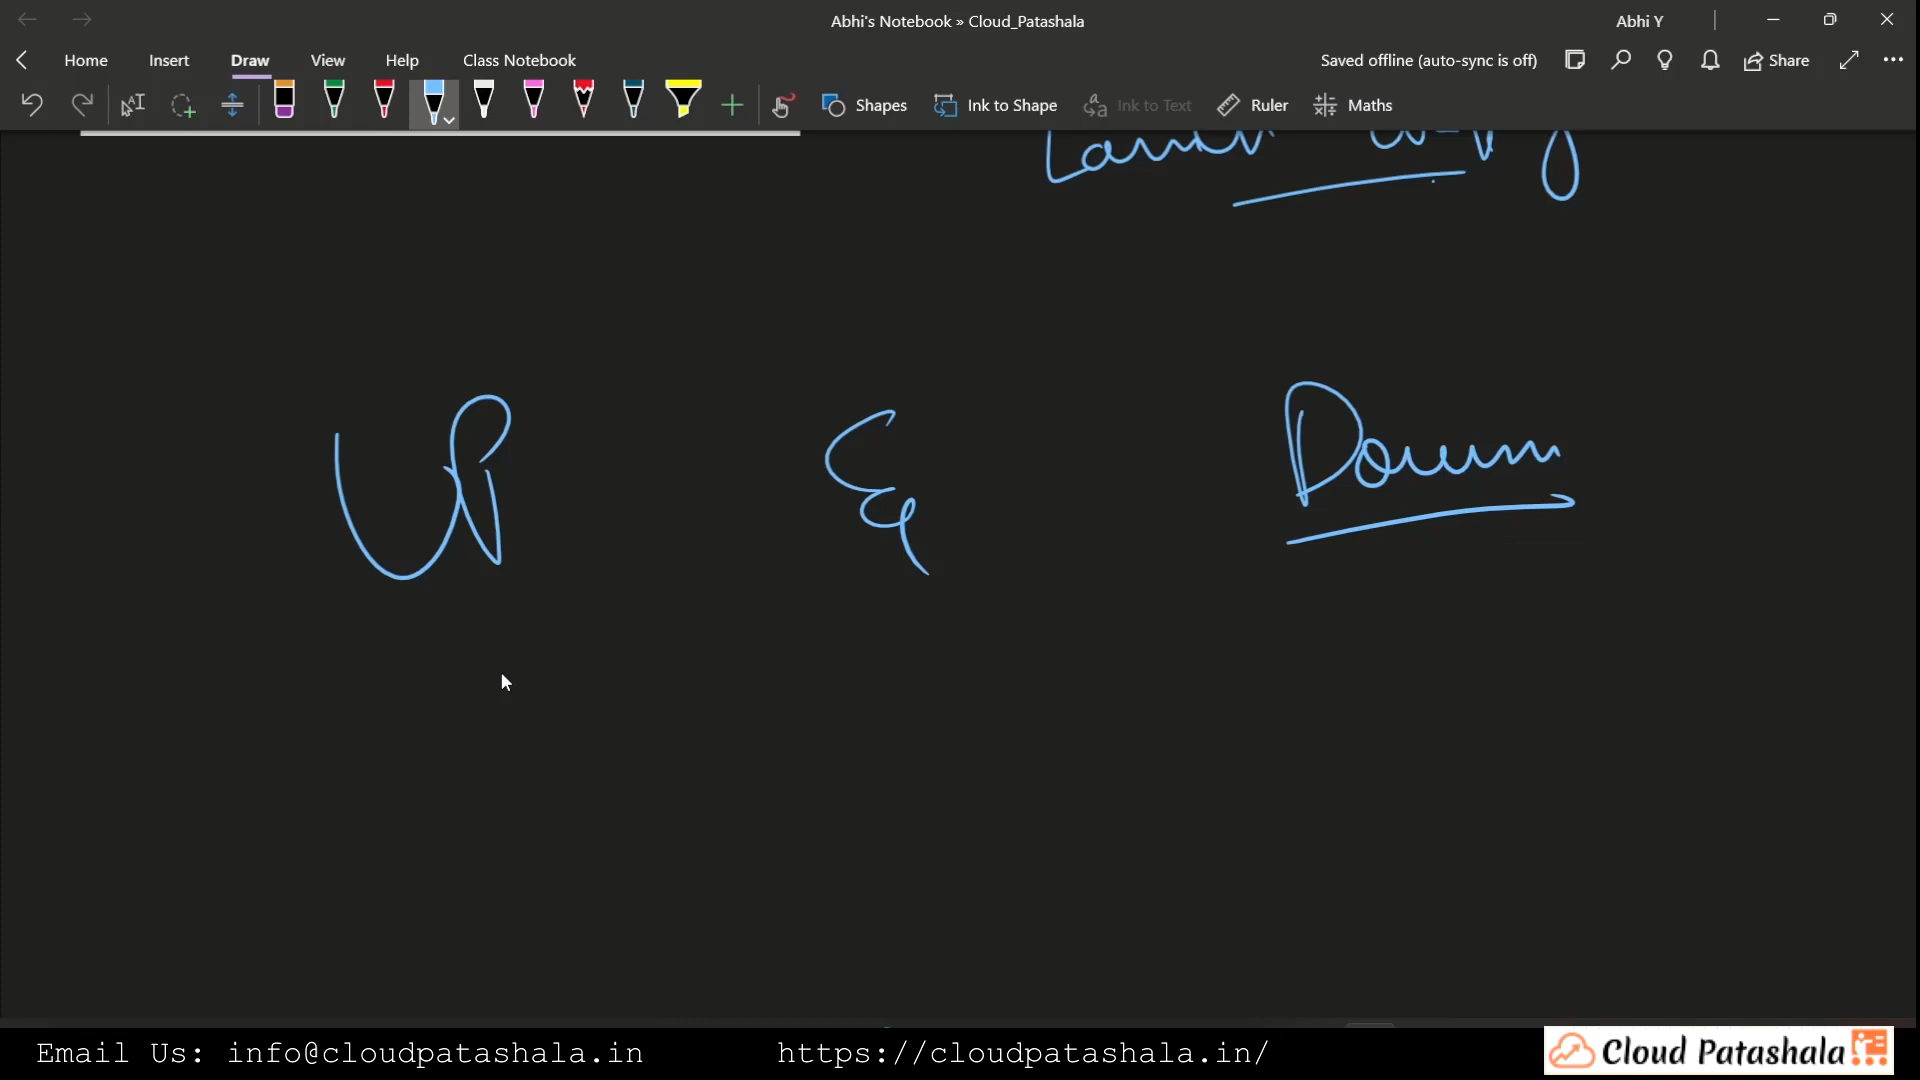 Abhi's Notebook » Cloud_Patashala
Abhi Y
Home Insert Draw View Help Class Notebook
Saved offline (auto-sync is off) Share
Shapes Ink to Shape Ink to Text Ruler Maths
UP & Down
Email Us: info@cloudpatashala.in https://cloudpatashala.in/
Cloud Patashala